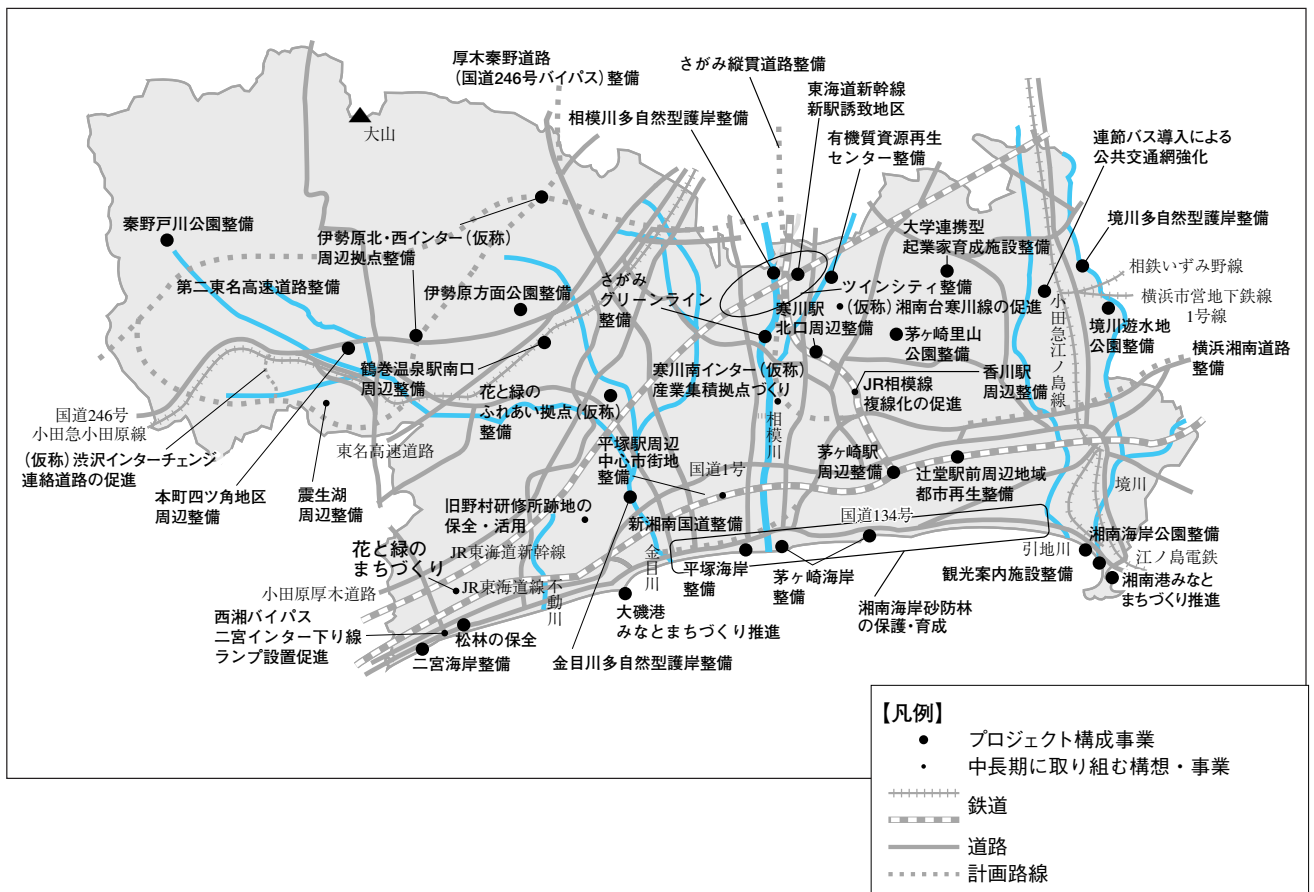 厚木秦野道路
(国道246号バイパス)整備
さがみ縦貫道路整備
東海道新幹線
新駅誘致地区
相模川多自然型護岸整備
有機質資源再生
センター整備
連節バス導入による
公共交通網強化
大山
秦野戸川公園整備
伊勢原北・西インター(仮称)
周辺拠点整備
大学連携型
起業家育成施設整備
境川多自然型護岸整備
相鉄いずみ野線
第二東名高速道路整備
伊勢原方面公園整備
さがみ
グリーンライン
整備
ツインシティ整備
(仮称)湘南台寒川線の促進
寒川駅
北口周辺整備
小田急江ノ島線
横浜市営地下鉄線
1号線
境川遊水地
公園整備
茅ヶ崎里山
公園整備
横浜湘南道路
整備
鶴巻温泉駅南口
周辺整備
寒川南インター(仮称)
産業集積拠点づくり
香川駅
周辺整備
JR相模線
複線化の促進
花と緑の
ふれあい拠点(仮称)
整備
国道246号
小田急小田原線
東名高速道路
相模川
(仮称)渋沢インターチェンジ
連絡道路の促進
平塚駅周辺
中心市街地
整備
国道1号
茅ヶ崎駅
周辺整備
辻堂駅前周辺地域
都市再生整備
境川
本町四ツ角地区
周辺整備
震生湖
周辺整備
旧野村研修所跡地の
保全・活用
新湘南国道整備
国道134号
湘南海岸公園整備
花と緑の
まちづくり
JR東海道新幹線
金目川
引地川
江ノ島電鉄
小田原厚木道路
JR東海道線
不動川
平塚海岸
整備
茅ヶ崎海岸
整備
観光案内施設整備
湘南港みなと
まちづくり推進
西湘バイパス
二宮インター下り線
ランプ設置促進
松林の保全
二宮海岸整備
大磯港
みなとまちづくり推進
金目川多自然型護岸整備
湘南海岸砂防林
の保護・育成
【凡例】
プロジェクト構成事業
中長期に取り組む構想・事業
鉄道
道路
計画路線